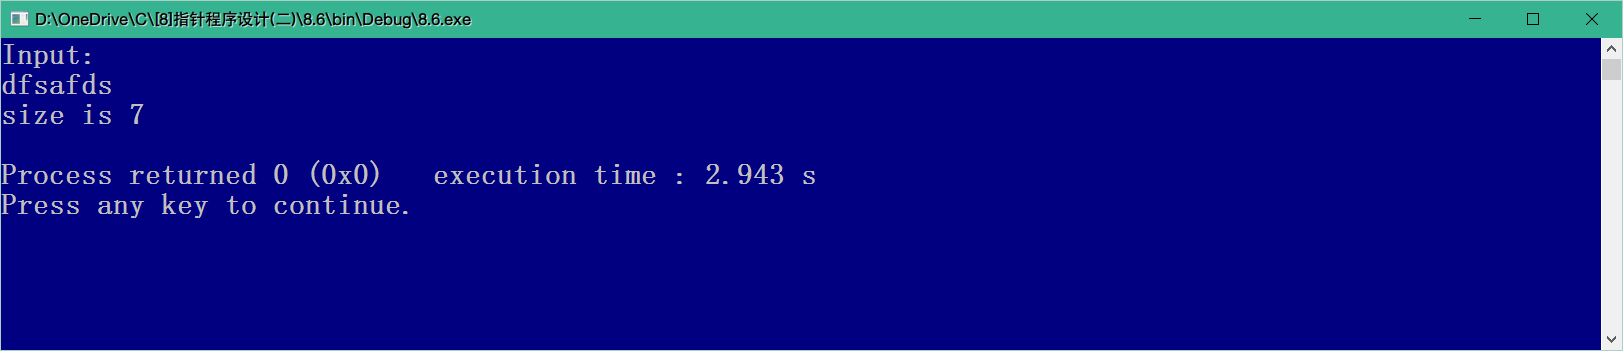 D:\OneDrive\C\[8]指针程序设计(二)\8.6\bin\Debug\8.6.exe
Input:
dfsafds
size is 7
Process returned 0 (0x0)   execution time : 2.943 s
Press any key to continue.